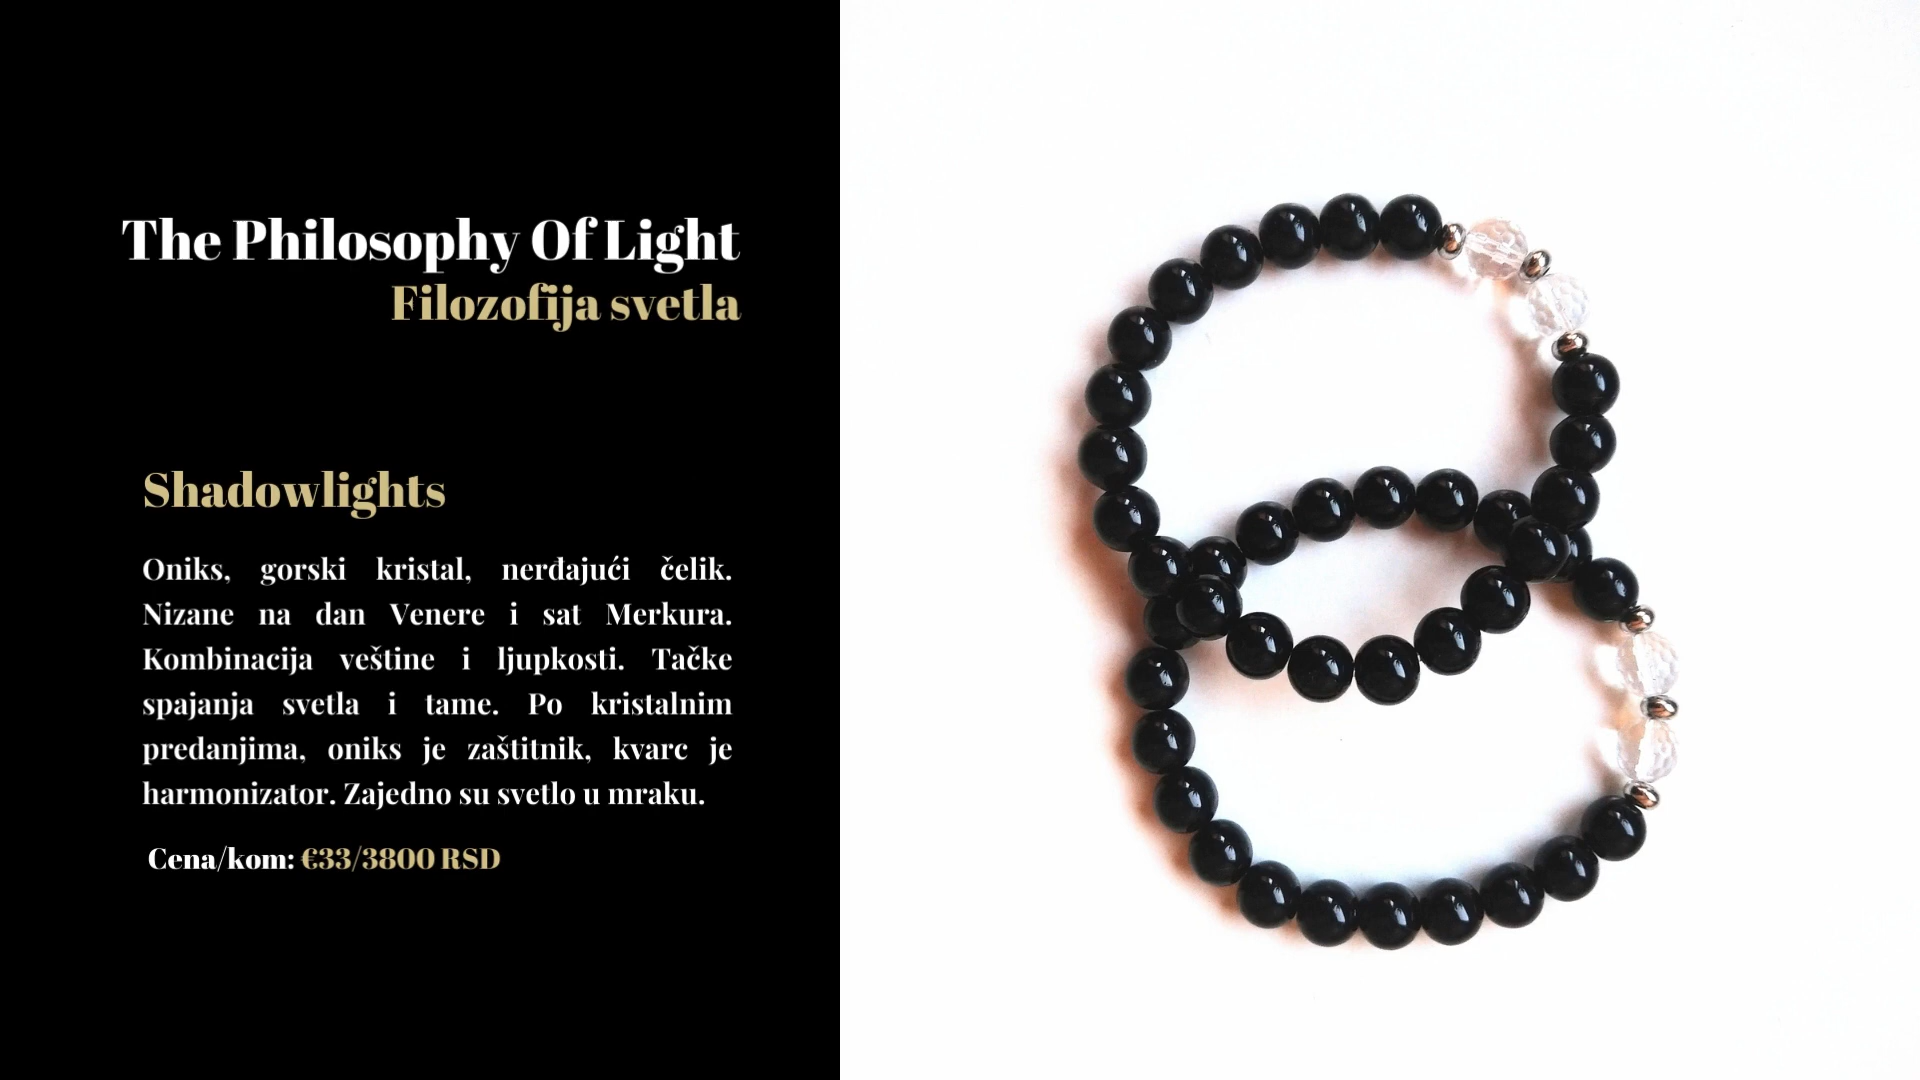 The Philosophy Of Light
Filozofija svetla
Shadowlights
Oniks, gorski kristal, nerđajući čelik.
Nizane na dan Venere i sat Merkura.
Kombinacija veštine i ljupkosti. Tačke
spajanja svetla i tame. Po kristalnim
predanjima, oniks je zaštitnik, kvarc je
harmonizator. Zajedno su svetlo u mraku.
Cena/kom: €33/3800 RSD